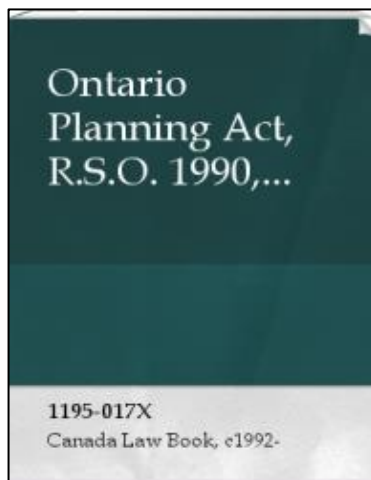 Ontario
Planning Act,
R.S.O. 1990,...
1195-017X
Canada Law Book, c1992-